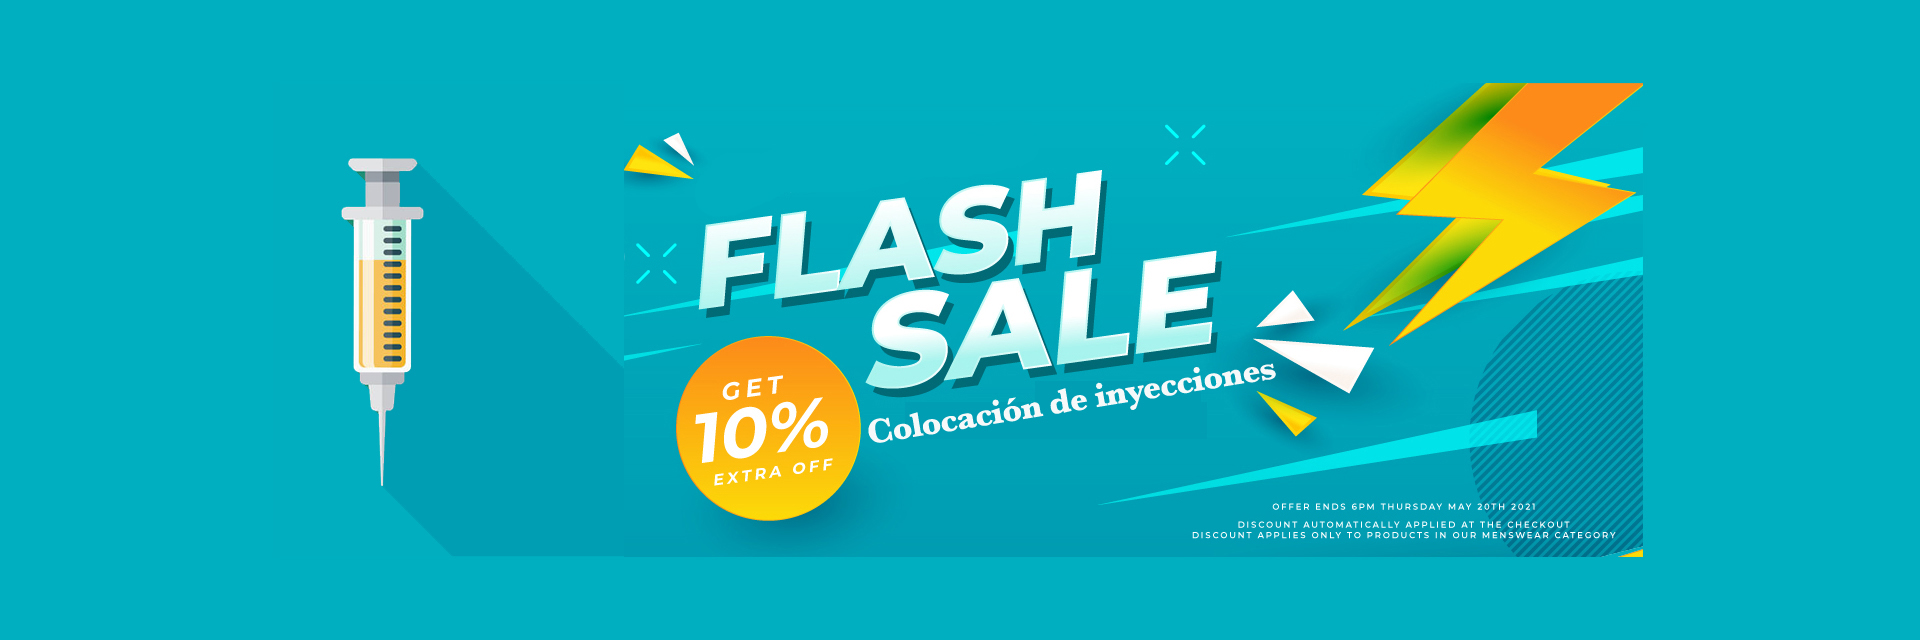 FLASH
SALE
Colocación de inyecciones
GET
10%
EXTRA OFF
OFFER ENDS 6PM THURSDAY MAY 20TH 2021
DISCOUNT AUTOMATICALLY APPLIED AT THE CHECKOUT
DISCOUNT APPLIES ONLY TO PRODUCTS IN OUR MENSWEAR CATEGORY